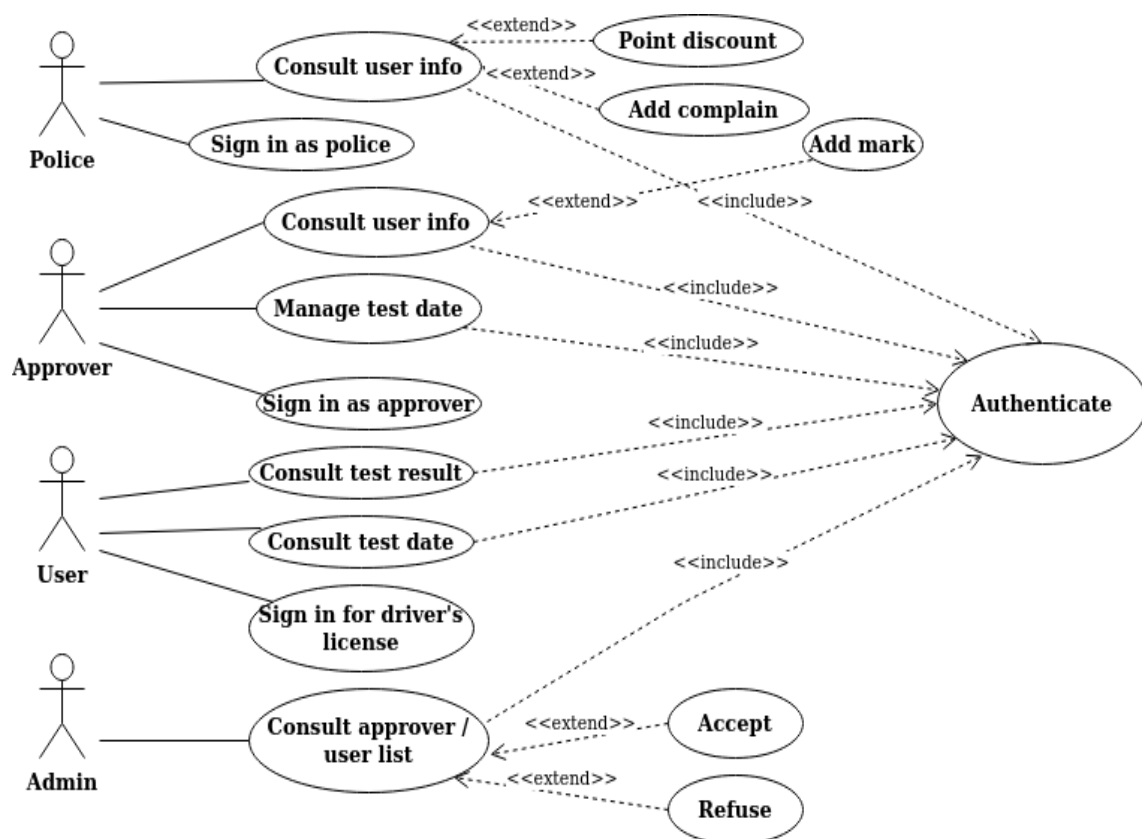 <<extend>>
Point discount
Consult user info
<<extend>>
Add complain
Police
Sign in as police
Add mark
<<extend>>
<<include>>
Consult user info
<<include>>
Manage test date
<<include>>
Approver
Sign in as approver
Authenticate
<<include>>
Consult test result
<<include>>
Consult test date
User
<<include>>
Sign in for driver's
license
Consult approver /
user list
<<extend>>
Accept
Admin
<<extend>>
Refuse